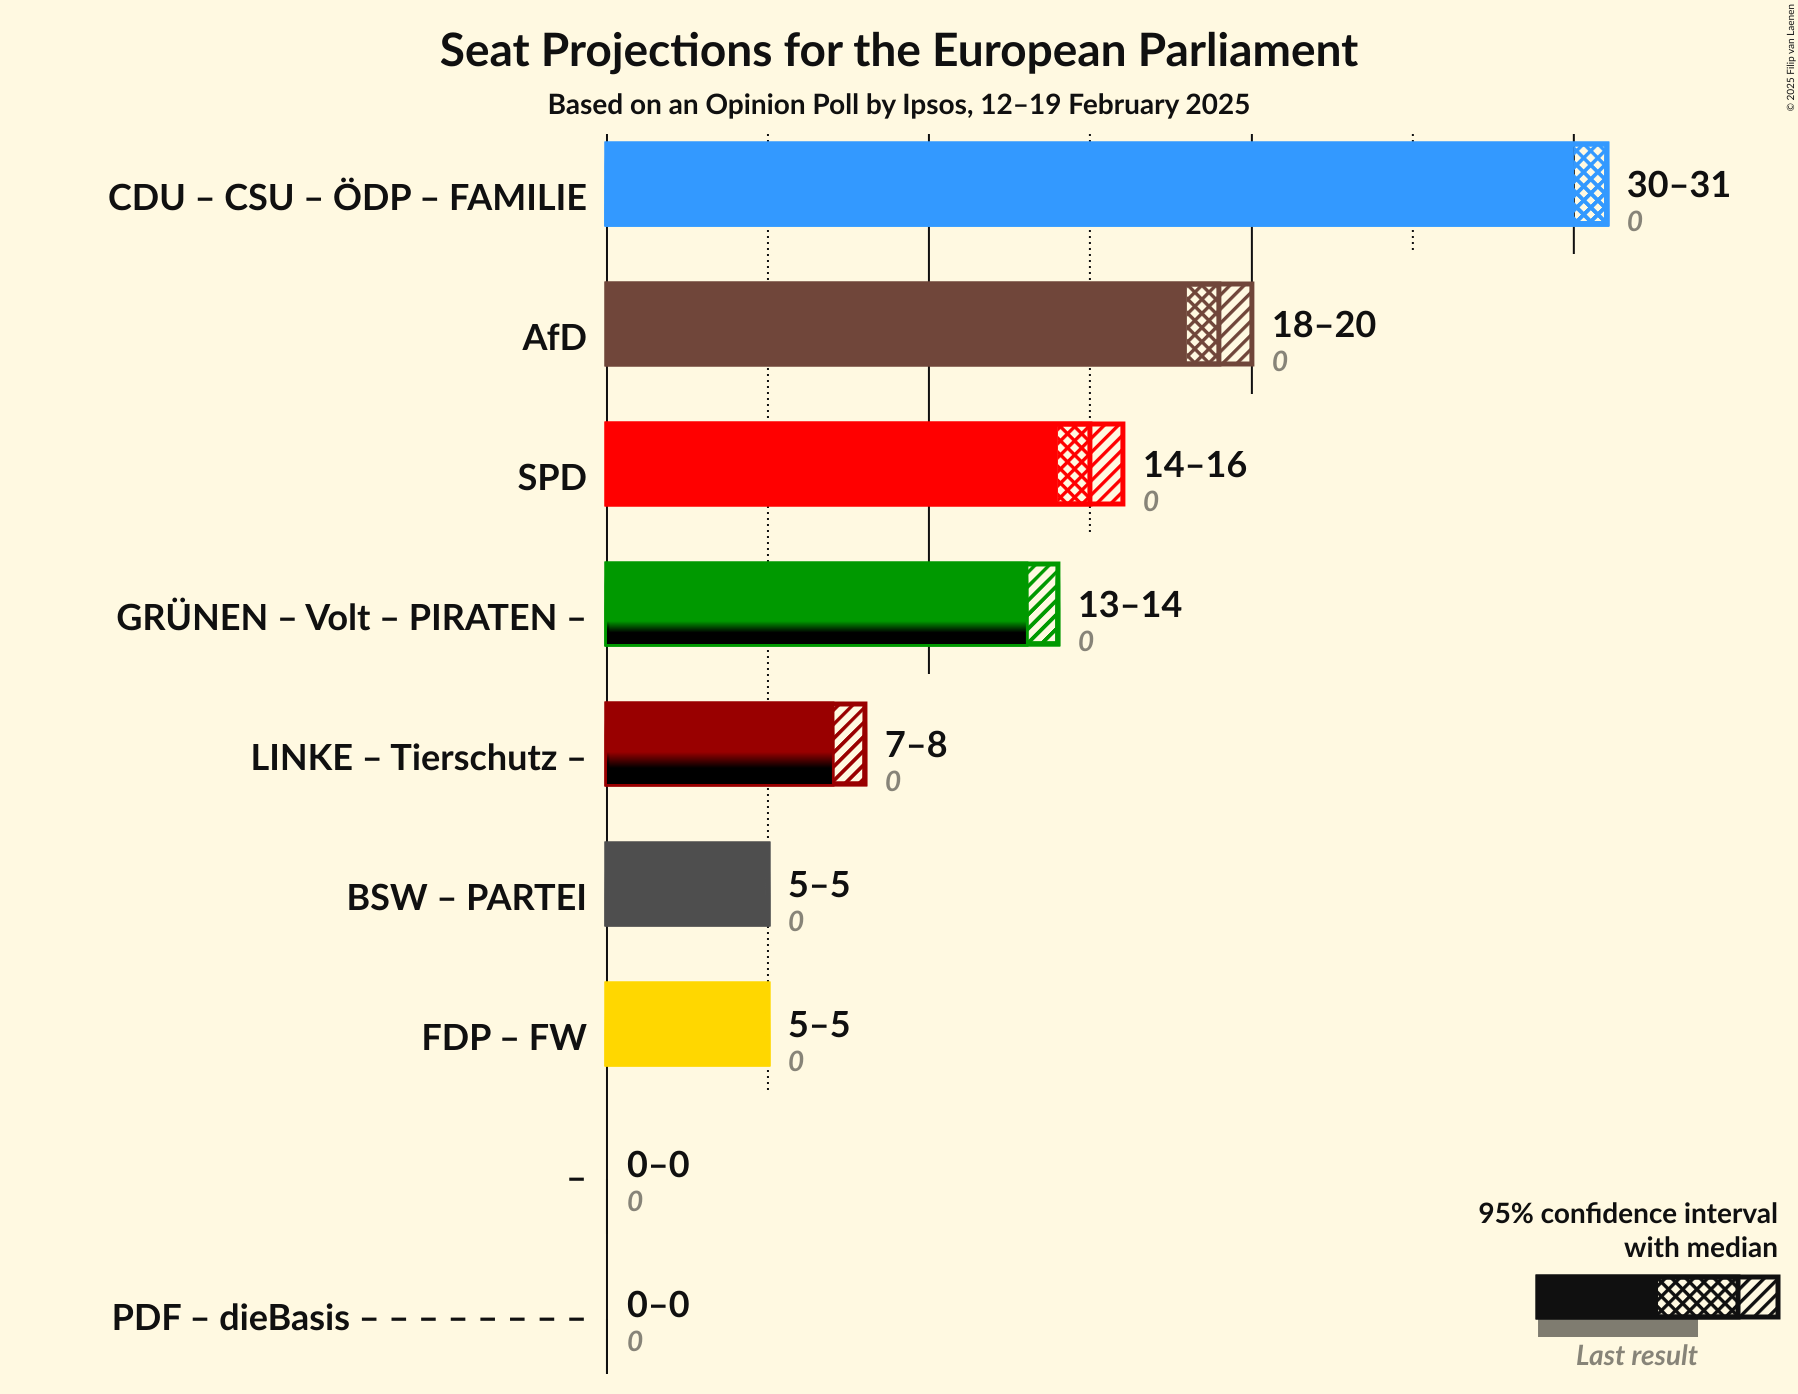 Seat Projections for the European Parliament
Based on an Opinion Poll by Ipsos, 12–19 February 2025
© 2025 Filip van Laenen
CDU – CSU – ÖDP – FAMILIE
30–31
0
AfD
18–20
0
SPD
14–16
0
GRÜNEN – Volt – PIRATEN –
13–14
0
LINKE – Tierschutz –
7–8
0
BSW – PARTEI
5–5
0
FDP – FW
5–5
0
–
0–0
0
PDF – dieBasis – – – – – – – –
0–0
0
95% confidence interval
with median
Last result